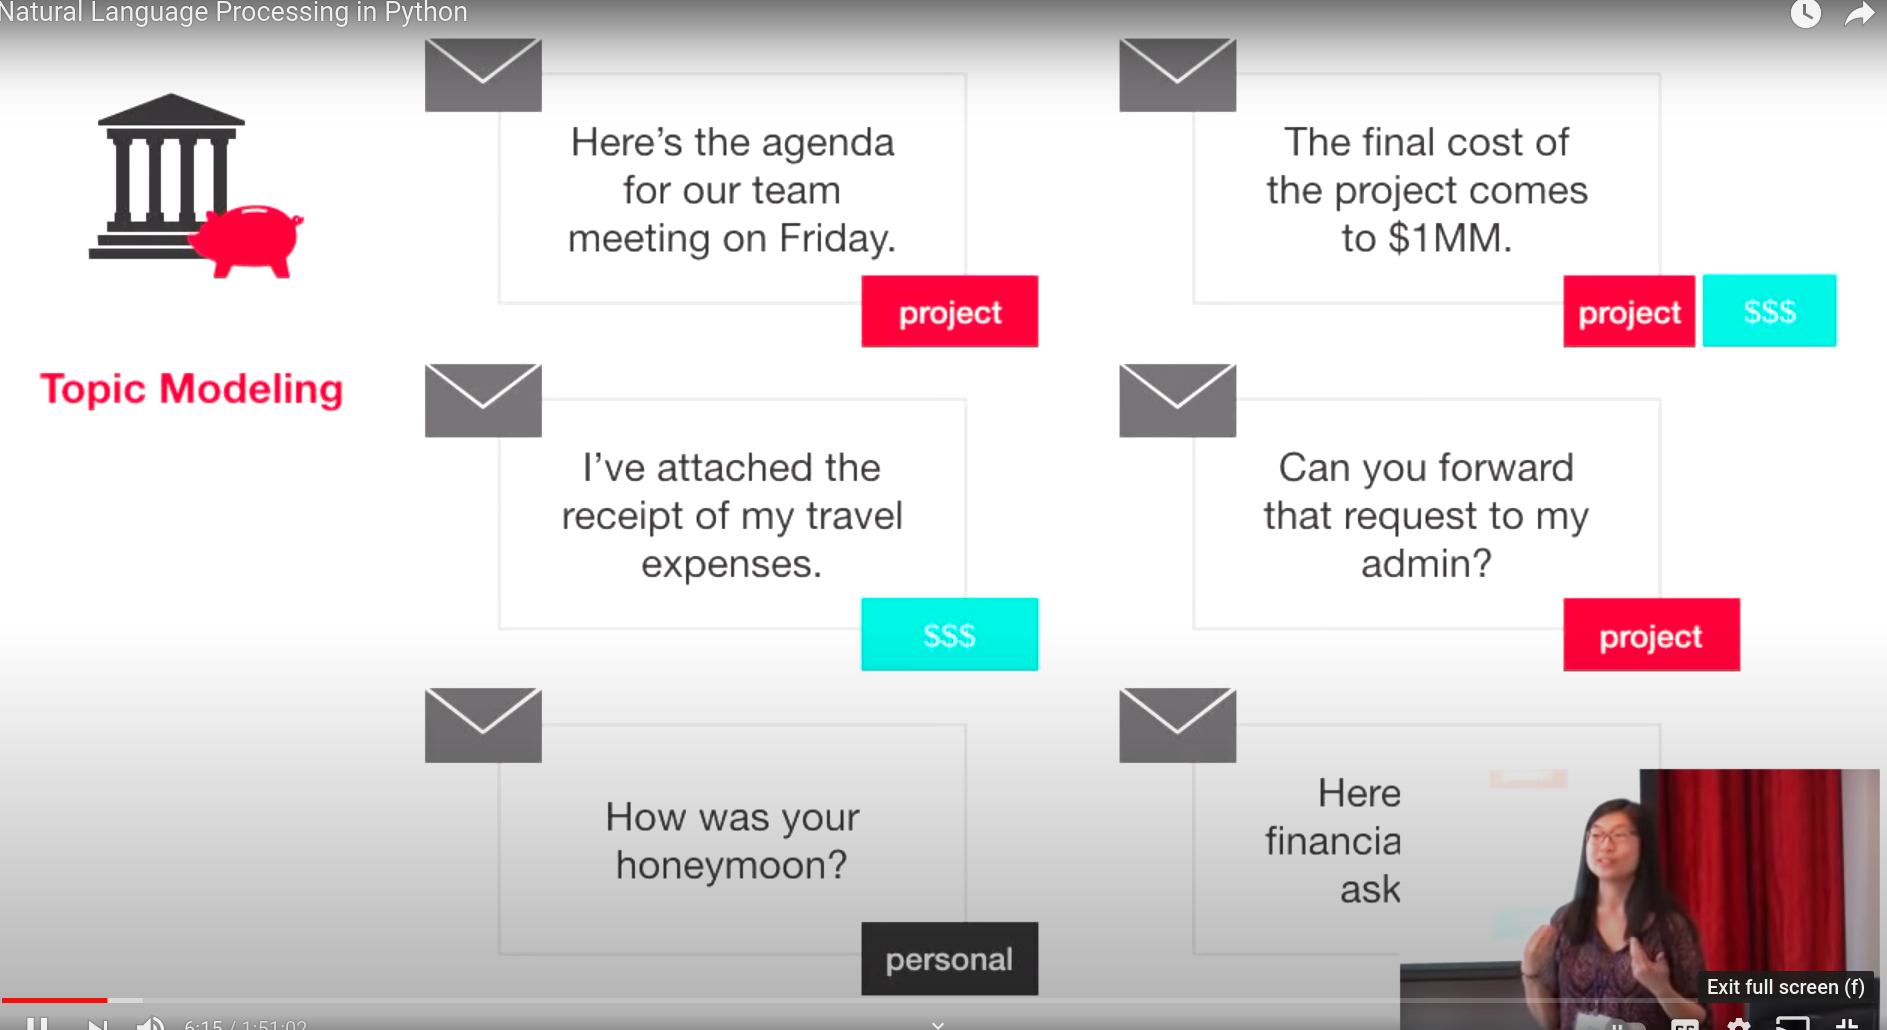 Natural Language Processing in Python
Here's the agenda
for our team
meeting on Friday.
project
The final cost of
the project comes
to $1MM.
project
$$$
Topic Modeling
I've attached the
receipt of my travel
expenses.
$$$
Can you forward
that request to my
admin?
project
How was your
honeymoon?
personal
Here
financia
ask
Exit full screen (f)
6:15 / 1:51:02